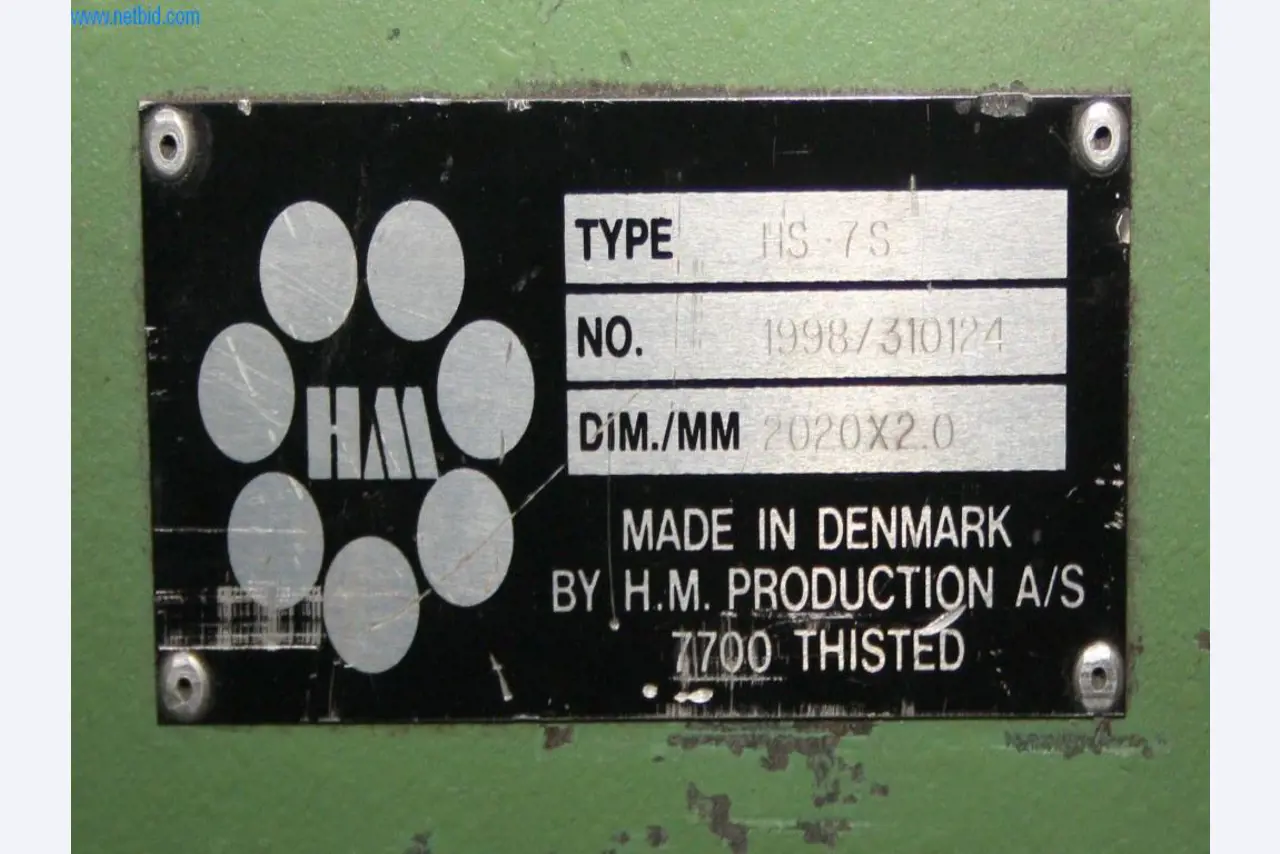 www.netbid.com
HM
TYPE HS-7S
NO. 1998/310124
DIM./MM 2020X2.0
MADE IN DENMARK
BY H.M. PRODUCTION A/S
7700 THISTED